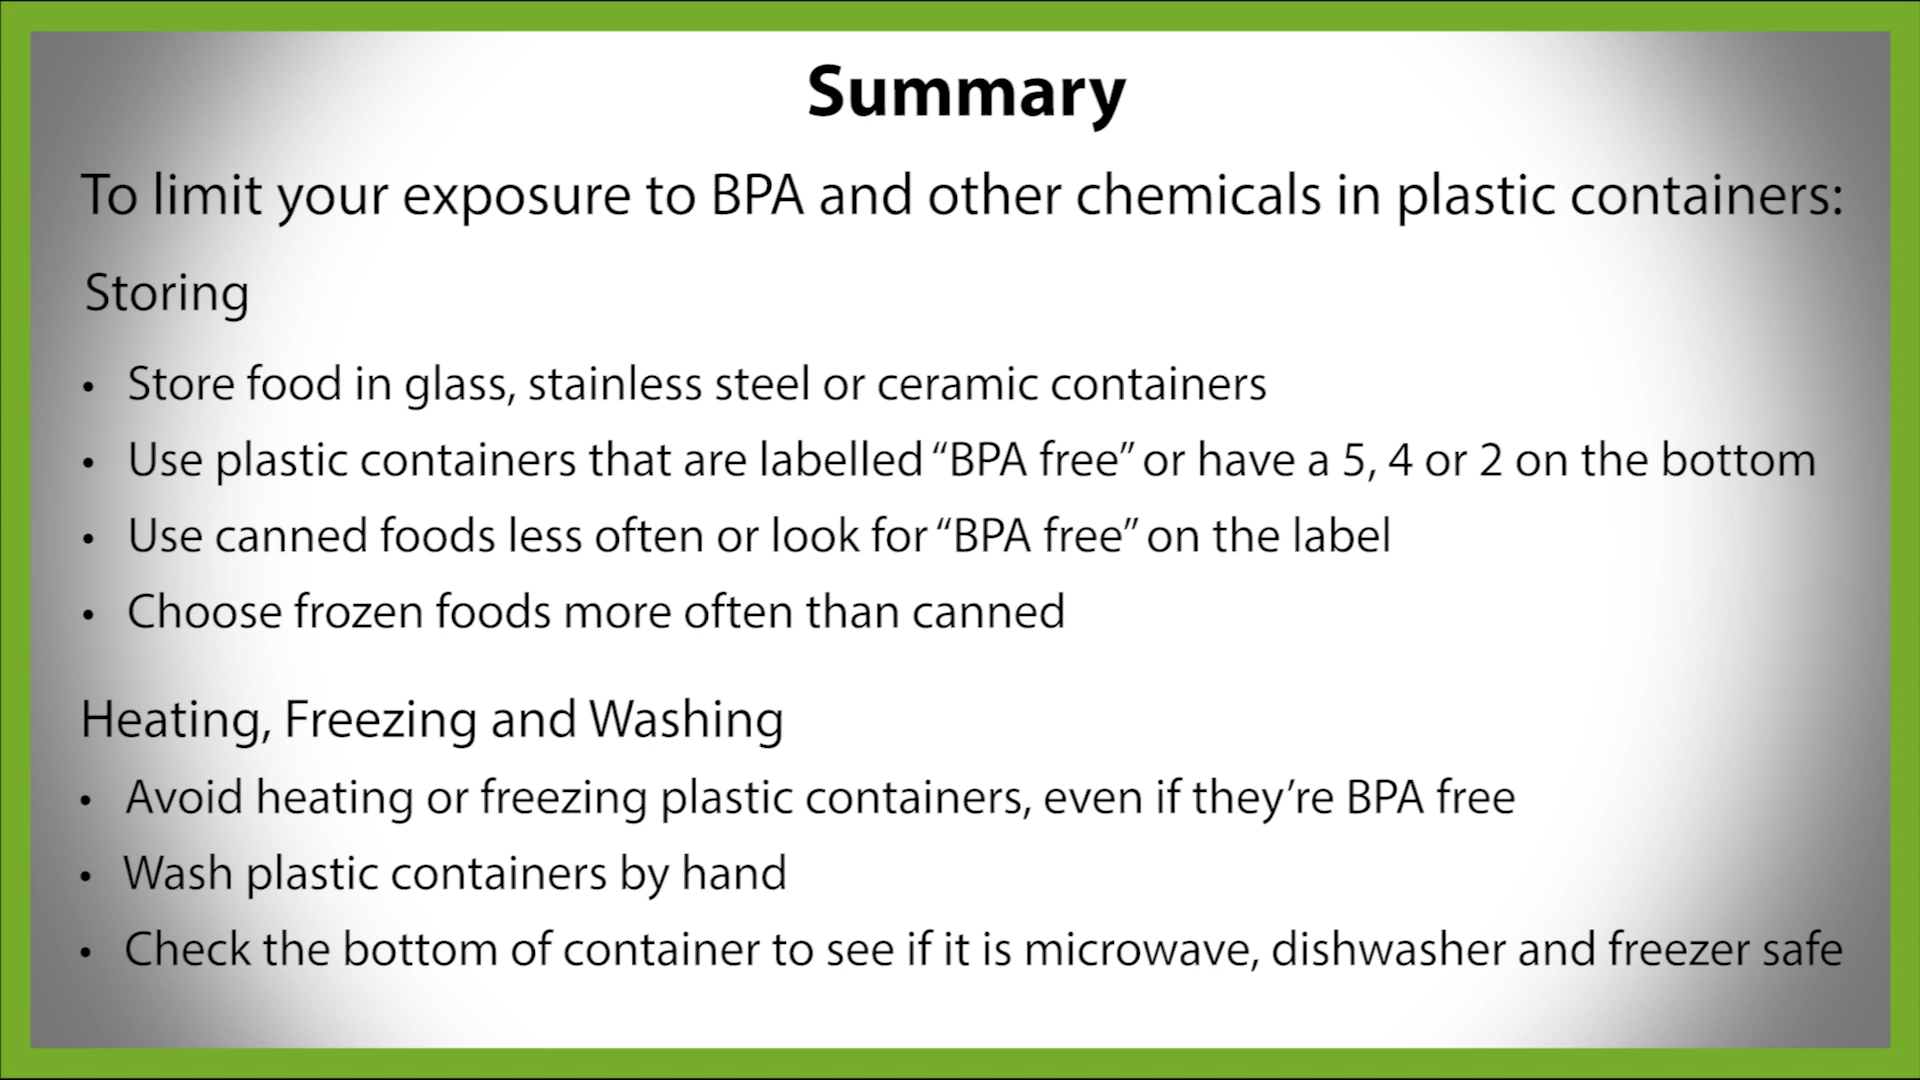 Summary
To limit your exposure to BPA and other chemicals in plastic containers:
Storing
• Store food in glass, stainless steel or ceramic containers
• Use plastic containers that are labelled “BPA free” or have a 5, 4 or 2 on the bottom
• Use canned foods less often or look for “BPA free” on the label
• Choose frozen foods more often than canned
Heating, Freezing and Washing
• Avoid heating or freezing plastic containers, even if they’re BPA free
• Wash plastic containers by hand
• Check the bottom of container to see if it is microwave, dishwasher and freezer safe